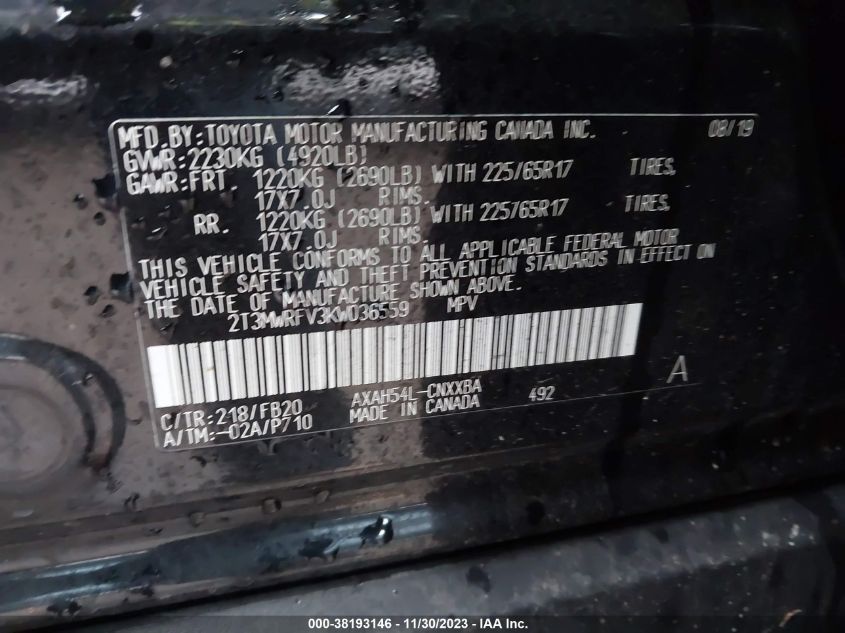 MFD.BY:TOYOTA MOTOR MANUFACTURING CANADA INC. 08/19
GVWR:2230KG (4920LB)
GAWR:FRT. 1220KG (2690LB) WITH 225/65R17 TIRES,
17X7.0J RIMS.
RR. 1220KG (2690LB) WITH 225/65R17 TIRES,
17X7.0J RIMS.
THIS VEHICLE CONFORMS TO ALL APPLICABLE FEDERAL MOTOR
VEHICLE SAFETY AND THEFT PREVENTION STANDARDS IN EFFECT ON
THE DATE OF MANUFACTURE SHOWN ABOVE.
2T3MWRFV3KW036559 MPV
A
C/TR:218/FB20 AXAH54L-CNXXBA 492
A/TM:-02A/P710 MADE IN CANADA
000-38193146 - 11/30/2023 - IAA Inc.